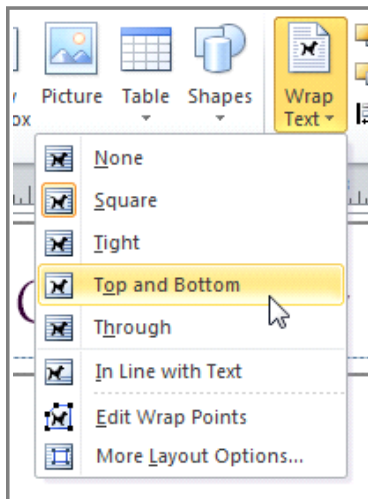 Picture Table Shapes Wrap
Text
ox
None
Square
Tight
Top and Bottom
Through
In Line with Text
Edit Wrap Points
More Layout Options...